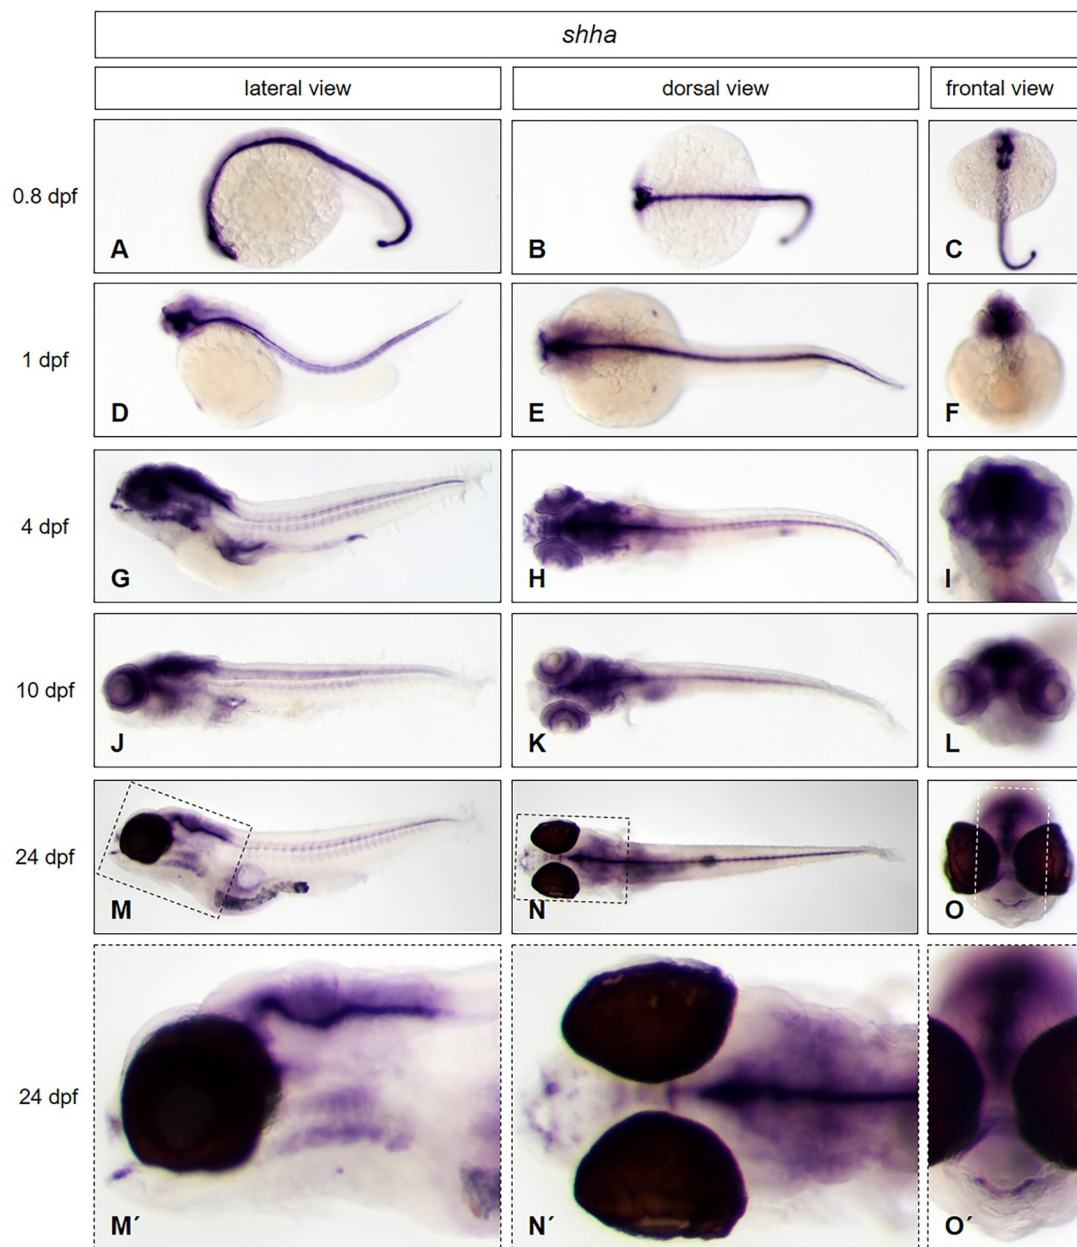 shha
lateral view
dorsal view
frontal view
0.8 dpf
A
B
C
1 dpf
D
E
F
4 dpf
G
H
I
10 dpf
J
K
L
24 dpf
M
N
O
24 dpf
M´
N´
O´